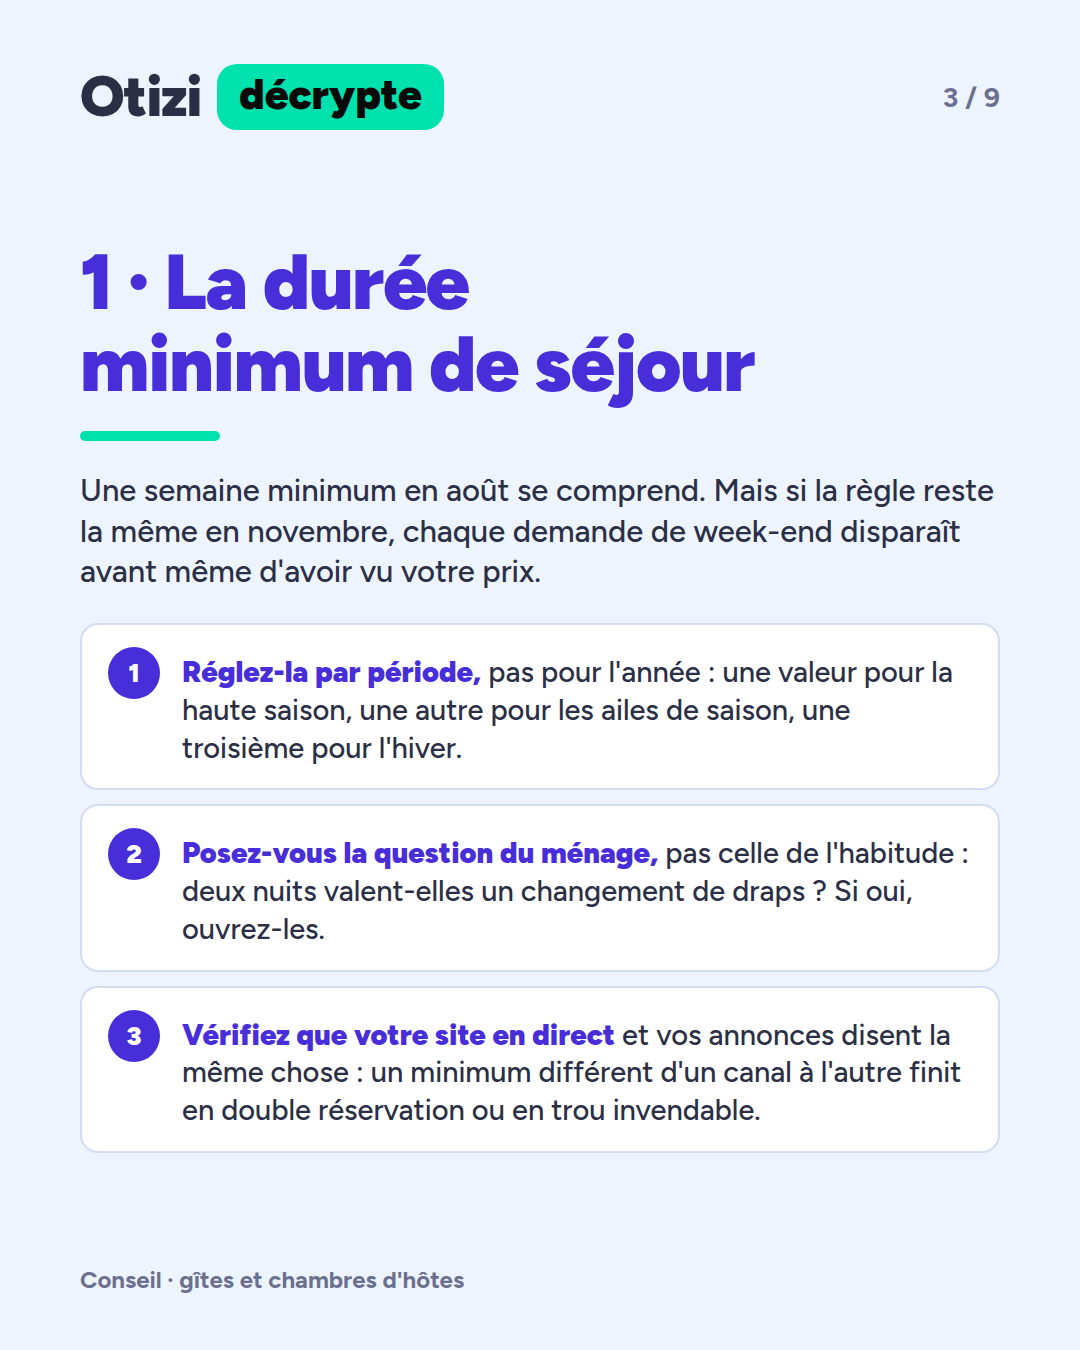 Otizi décrypte
3 / 9
1 · La durée
minimum de séjour
Une semaine minimum en août se comprend. Mais si la règle reste
la même en novembre, chaque demande de week-end disparaît
avant même d'avoir vu votre prix.
1
Réglez-la par période, pas pour l'année : une valeur pour la
haute saison, une autre pour les ailes de saison, une
troisième pour l'hiver.
2
Posez-vous la question du ménage, pas celle de l'habitude :
deux nuits valent-elles un changement de draps ? Si oui,
ouvrez-les.
3
Vérifiez que votre site en direct et vos annonces disent la
même chose : un minimum différent d'un canal à l'autre finit
en double réservation ou en trou invendable.
Conseil · gîtes et chambres d'hôtes